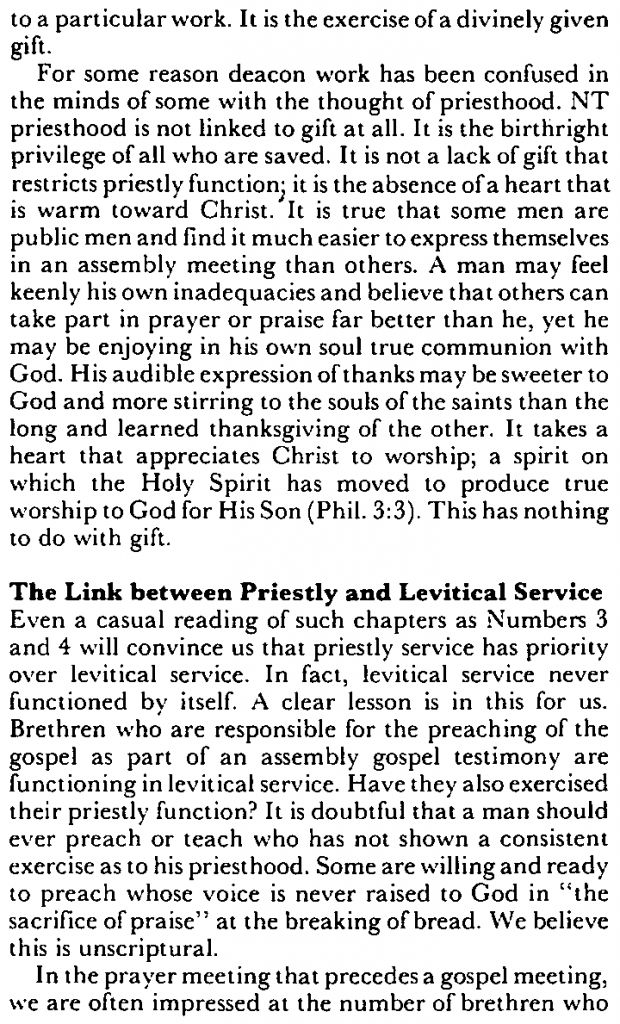 to a particular work. It is the exercise of a divinely given
gift.
For some reason deacon work has been confused in
the minds of some with the thought of priesthood. NT
priesthood is not linked to gift at all. It is the birthright
privilege of all who are saved. It is not a lack of gift that
restricts priestly function; it is the absence of a heart that
is warm toward Christ. It is true that some men are
public men and find it much easier to express themselves
in an assembly meeting than others. A man may feel
keenly his own inadequacies and believe that others can
take part in prayer or praise far better than he, yet he
may be enjoying in his own soul true communion with
God. His audible expression of thanks may be sweeter to
God and more stirring to the souls of the saints than the
long and learned thanksgiving of the other. It takes a
heart that appreciates Christ to worship; a spirit on
which the Holy Spirit has moved to produce true
worship to God for His Son (Phil. 3:3). This has nothing
to do with gift.
The Link between Priestly and Levitical Service
Even a casual reading of such chapters as Numbers 3
and 4 will convince us that priestly service has priority
over levitical service. In fact, levitical service never
functioned by itself. A clear lesson is in this for us.
Brethren who are responsible for the preaching of the
gospel as part of an assembly gospel testimony are
functioning in levitical service. Have they also exercised
their priestly function? It is doubtful that a man should
ever preach or teach who has not shown a consistent
exercise as to his priesthood. Some are willing and ready
to preach whose voice is never raised to God in "the
sacrifice of praise" at the breaking of bread. We believe
this is unscriptural.
In the prayer meeting that precedes a gospel meeting,
we are often impressed at the number of brethren who